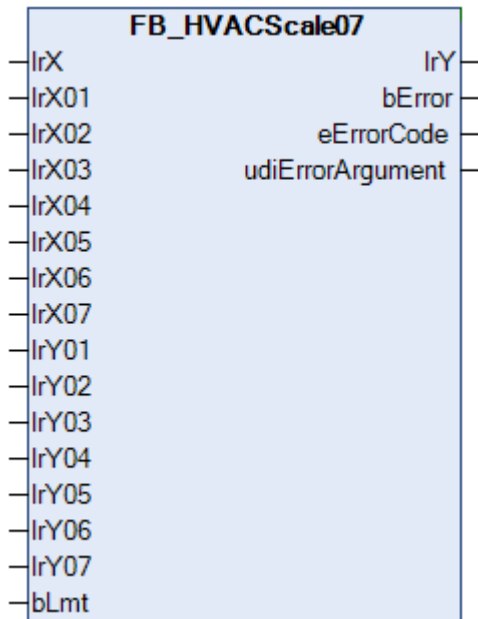 FB_HVACScale07
lrX lrY
lrX01 bError
lrX02 eErrorCode
lrX03 udiErrorArgument
lrX04
lrX05
lrX06
lrX07
lrY01
lrY02
lrY03
lrY04
lrY05
lrY06
lrY07
bLmt